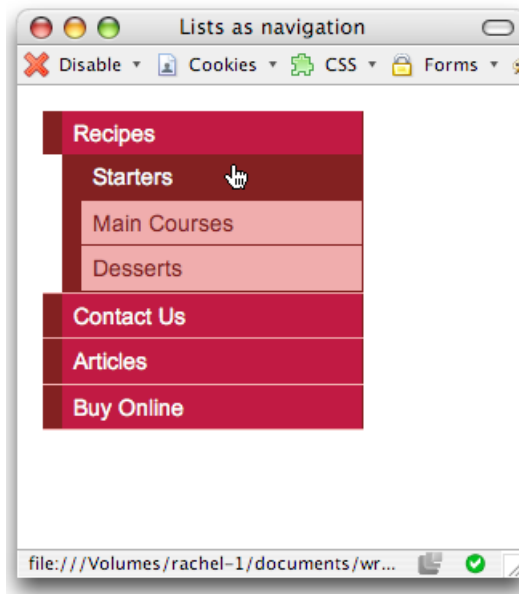 Lists as navigation
Disable Cookies CSS Forms
Recipes
Starters
Main Courses
Desserts
Contact Us
Articles
Buy Online
file:///Volumes/rachel-1/documents/wr...